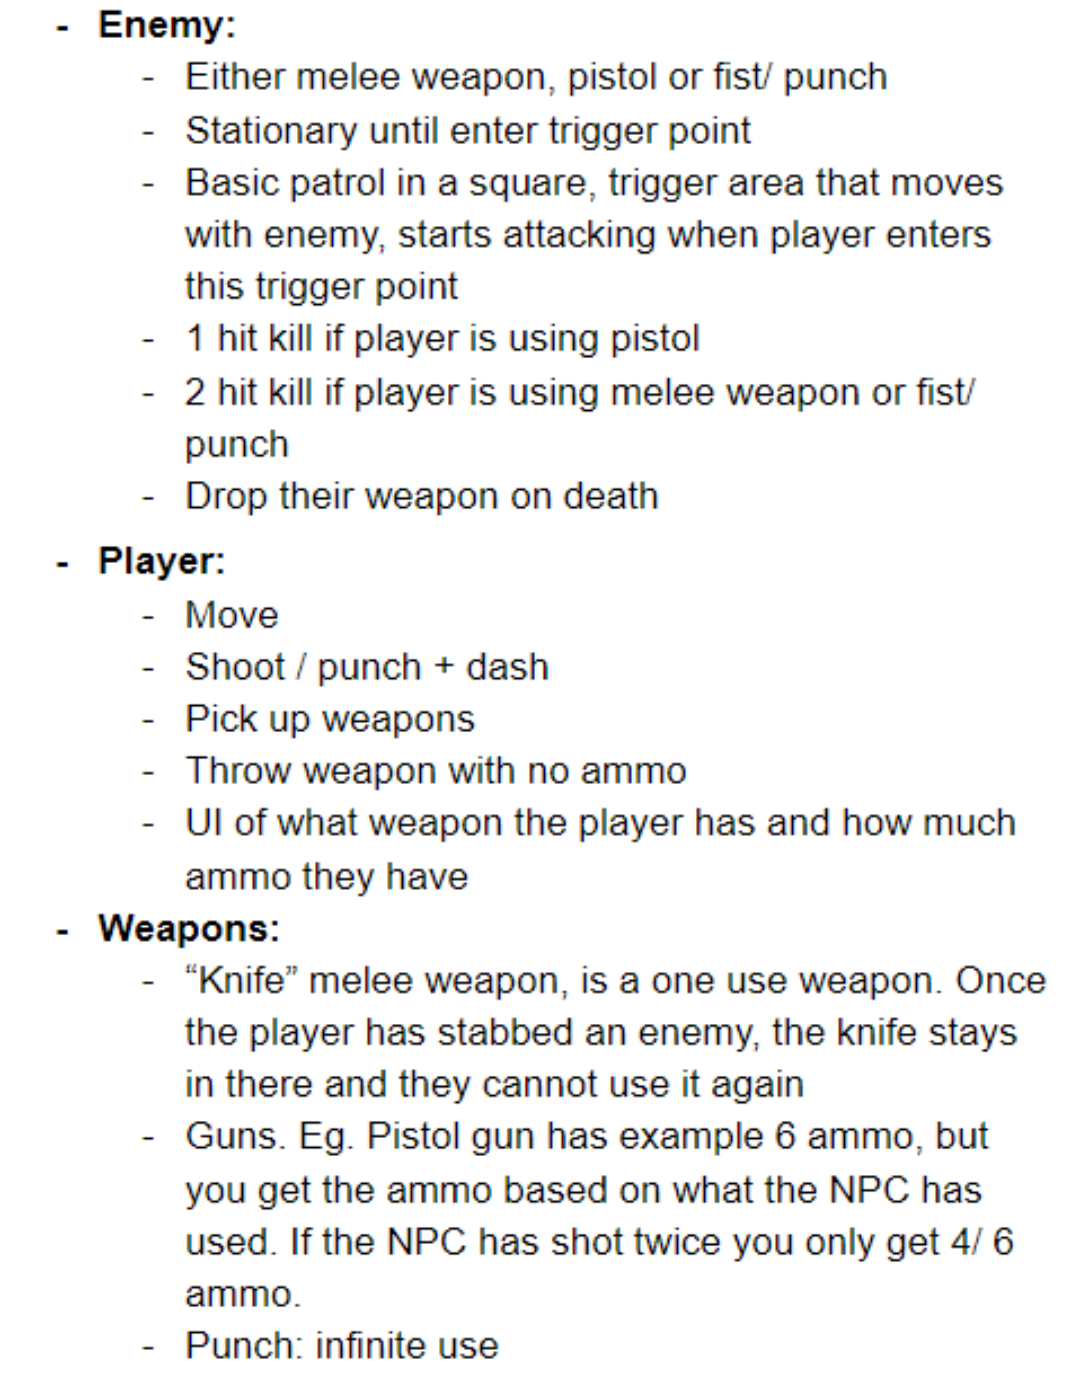 - Enemy:
- Either melee weapon, pistol or fist/ punch
- Stationary until enter trigger point
- Basic patrol in a square, trigger area that moves
with enemy, starts attacking when player enters
this trigger point
- 1 hit kill if player is using pistol
- 2 hit kill if player is using melee weapon or fist/
punch
- Drop their weapon on death
- Player:
- Move
- Shoot / punch + dash
- Pick up weapons
- Throw weapon with no ammo
- UI of what weapon the player has and how much
ammo they have
- Weapons:
- “Knife” melee weapon, is a one use weapon. Once
the player has stabbed an enemy, the knife stays
in there and they cannot use it again
- Guns. Eg. Pistol gun has example 6 ammo, but
you get the ammo based on what the NPC has
used. If the NPC has shot twice you only get 4/ 6
ammo.
- Punch: infinite use